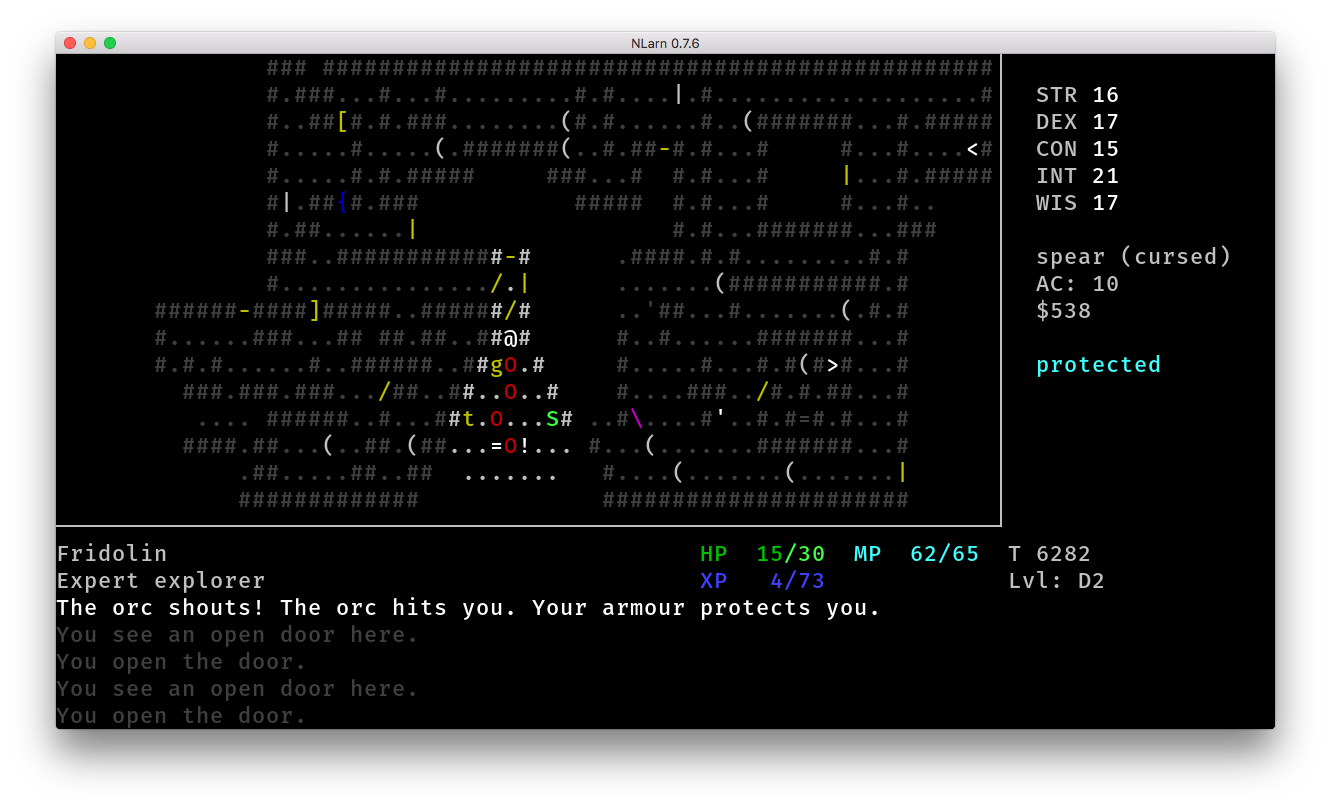 NLarn 0.7.6
### ################################################
#.###...#...#.........#.#....|.#...................#   STR 16
#..##[#.#.###........(#.#......#..(#######...#.#####   DEX 17
#.....#.....(.#######(..#.##-#.#...#     #...#....<#   CON 15
#.....#.#.#####     ###...#  #.#...#     |...#.#####   INT 21
#|.##{#.###           #####  #.#...#     #...#..   WIS 17
#.##......|                  #.#...#######...###
###..############-#      .####.#.#.........#.#   spear (cursed)
#.............../.|      .......(###########.#   AC: 10
######-####]#####..#####/#      ..'##...#.......(.#.#   $538
#......###...## ##.##..##@#      #..#......#######...#
#.#.#......#..######..##go.#     #.....#....#.#(#>#...#   protected
###.###.###.../##..##..o..#    #....###../#.#.##...#
.... ######..#...##t.o...S# ..#\....#'..#.#=#.#...#
####.##...(..##.(##...=o!... #...(.......#######...#
.##.....##..##  .......   #....(.......(.......|
#############             ######################
Fridolin   HP 15/30 MP 62/65 T 6282
Expert explorer   XP 4/73   Lvl: D2
The orc shouts! The orc hits you. Your armour protects you.
You see an open door here.
You open the door.
You see an open door here.
You open the door.